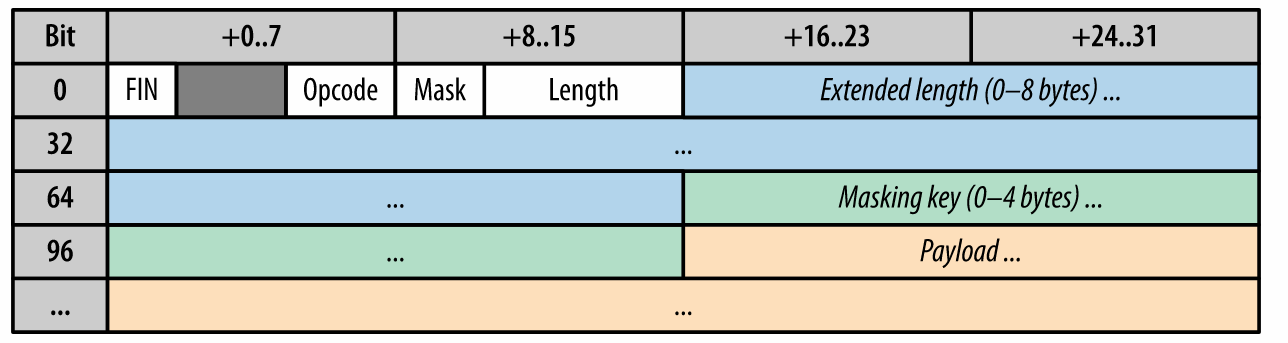 Bit +0..7 +8..15 +16..23 +24..31
0 FIN Opcode Mask Length Extended length (0–8 bytes) ...
32 ...
64 ... Masking key (0–4 bytes) ...
96 ... Payload ...
... ...